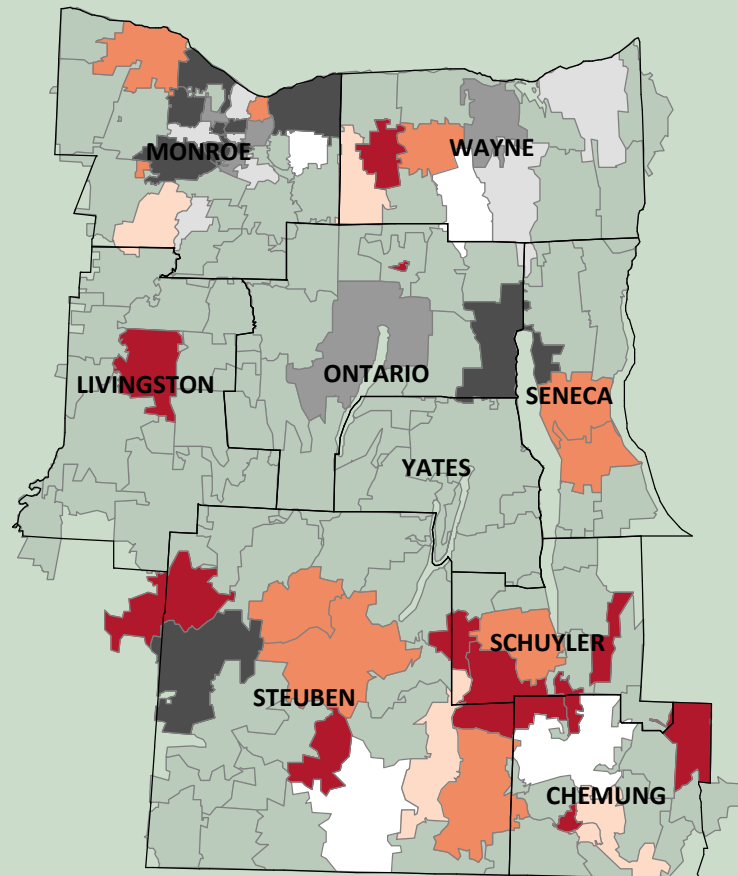 MONROE
WAYNE
LIVINGSTON
ONTARIO
SENECA
YATES
SCHUYLER
STEUBEN
CHEMUNG